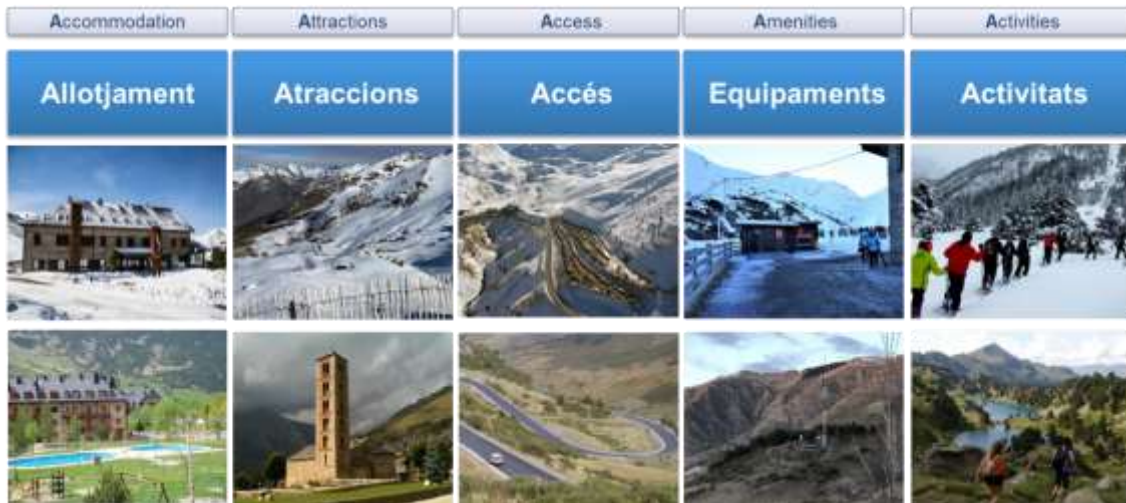 Accommodation
Attractions
Access
Amenities
Activities
Allotjament
Atraccions
Accés
Equipaments
Activitats